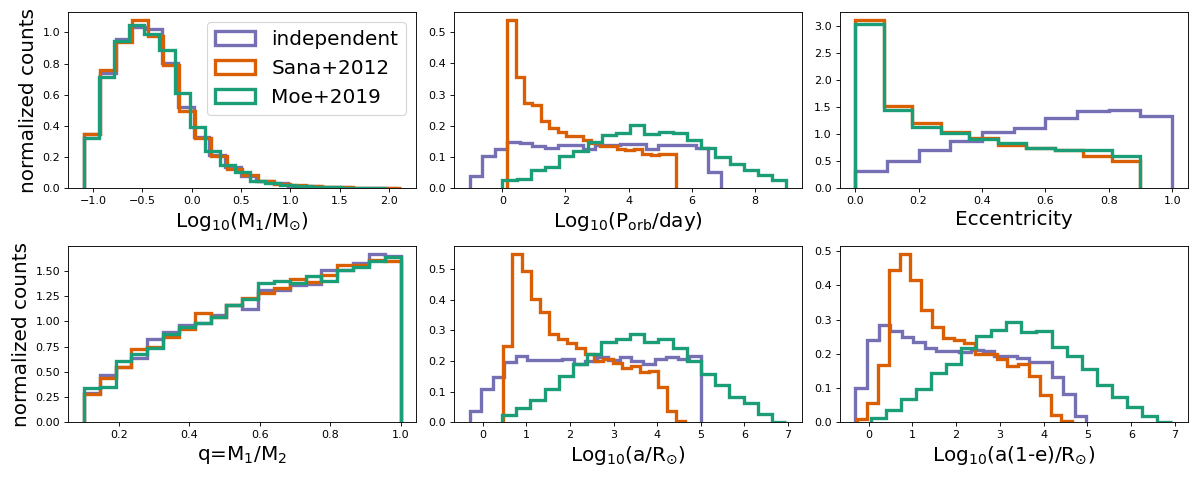 normalized counts
1.0
0.8
0.6
0.4
0.2
0.0
−1.0 −0.5 0.0 0.5 1.0 1.5 2.0
Log₁₀(M₁/M⊙)
independent
Sana+2012
Moe+2019
0.5
0.4
0.3
0.2
0.1
0.0
0 2 4 6 8
Log₁₀(Pₒᵣb/day)
3.0
2.5
2.0
1.5
1.0
0.5
0.0
0.0 0.2 0.4 0.6 0.8 1.0
Eccentricity
normalized counts
1.50
1.25
1.00
0.75
0.50
0.25
0.00
0.2 0.4 0.6 0.8 1.0
q=M₁/M₂
0.5
0.4
0.3
0.2
0.1
0.0
0 1 2 3 4 5 6 7
Log₁₀(a/R⊙)
0.5
0.4
0.3
0.2
0.1
0.0
0 1 2 3 4 5 6 7
Log₁₀(a(1-e)/R⊙)